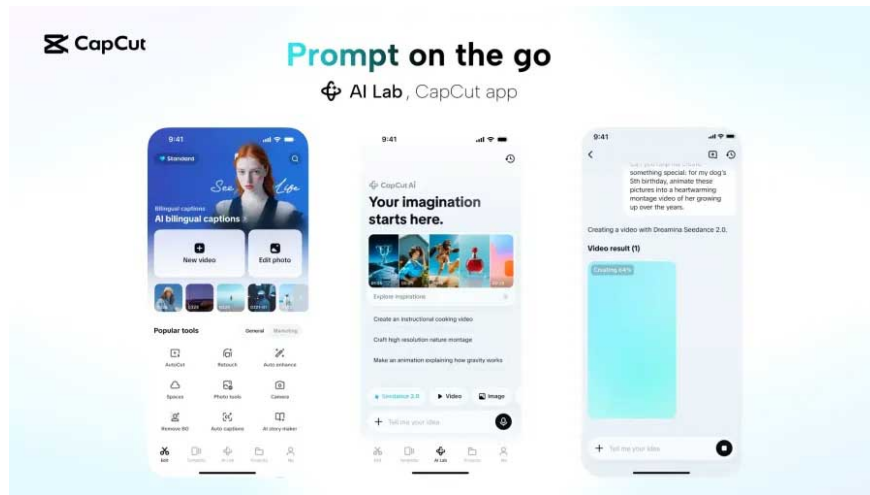 CapCut
Prompt on the go
AI Lab, CapCut app
9:41
Standard
See Life
Bilingual captions
AI bilingual captions
New video
Edit photo
Popular tools
General
Marketing
AutoCut
Retouch
Auto enhance
Spaces
Photo tools
Camera
Remove BG
Auto captions
AI story maker
Edit
AI Lab
Me
9:41
CapCut AI
Your imagination
starts here.
Explore inspirations
Create an instructional cooking video
Craft high resolution nature montage
Make an animation explaining how gravity works
Seedance 2.0
Video
Image
Tell me your idea
Edit
AI Lab
Me
9:41
something special: for my dog's
5th birthday, animate these
pictures into a heartwarming
montage video of her growing
up over the years.
Creating a video with Dreamina Seedance 2.0.
Video result (1)
Creating 64%
Tell me your idea